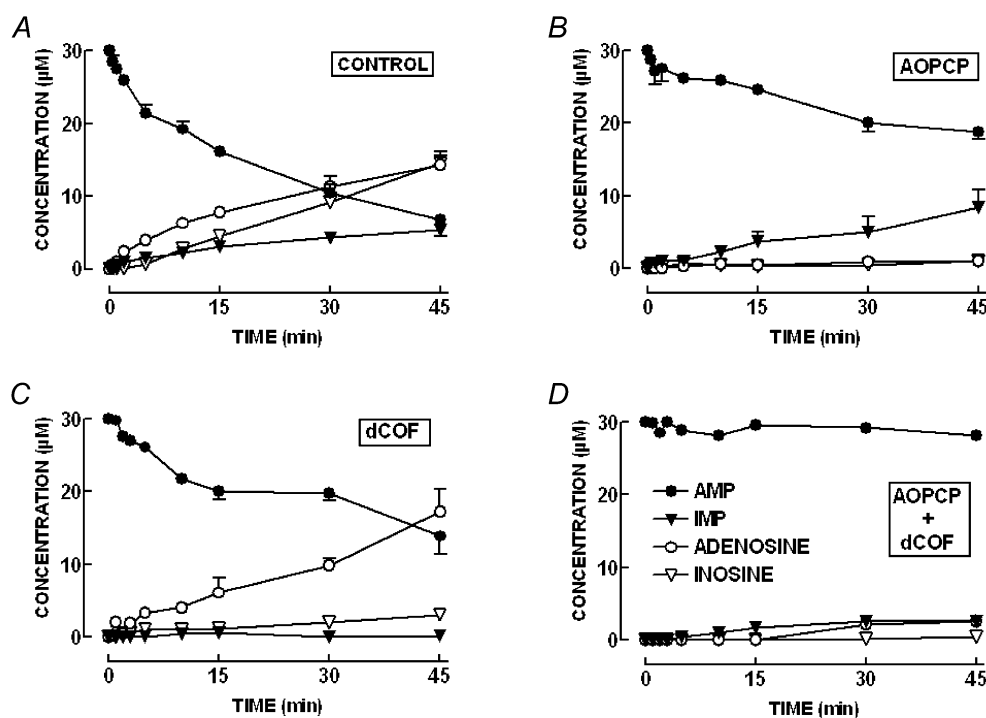 A
CONTROL
CONCENTRATION (µM)
30
20
10
0
0 15 30 45
TIME (min)
B
AOPCP
CONCENTRATION (µM)
30
20
10
0
0 15 30 45
TIME (min)
C
dCOF
CONCENTRATION (µM)
30
20
10
0
0 15 30 45
TIME (min)
D
CONCENTRATION (µM)
30
20
10
0
AMP
IMP
ADENOSINE
INOSINE
AOPCP
+
dCOF
0 15 30 45
TIME (min)